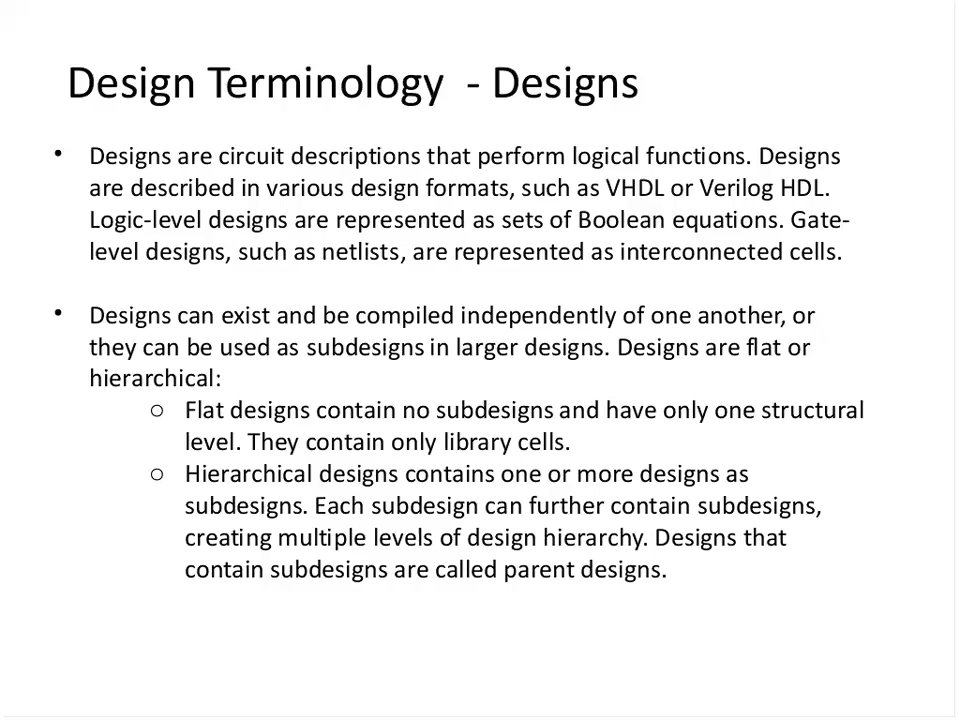 Design Terminology  - Designs
• Designs are circuit descriptions that perform logical functions. Designs
are described in various design formats, such as VHDL or Verilog HDL.
Logic-level designs are represented as sets of Boolean equations. Gate-
level designs, such as netlists, are represented as interconnected cells.
• Designs can exist and be compiled independently of one another, or
they can be used as subdesigns in larger designs. Designs are flat or
hierarchical:
○ Flat designs contain no subdesigns and have only one structural
level. They contain only library cells.
○ Hierarchical designs contains one or more designs as
subdesigns. Each subdesign can further contain subdesigns,
creating multiple levels of design hierarchy. Designs that
contain subdesigns are called parent designs.